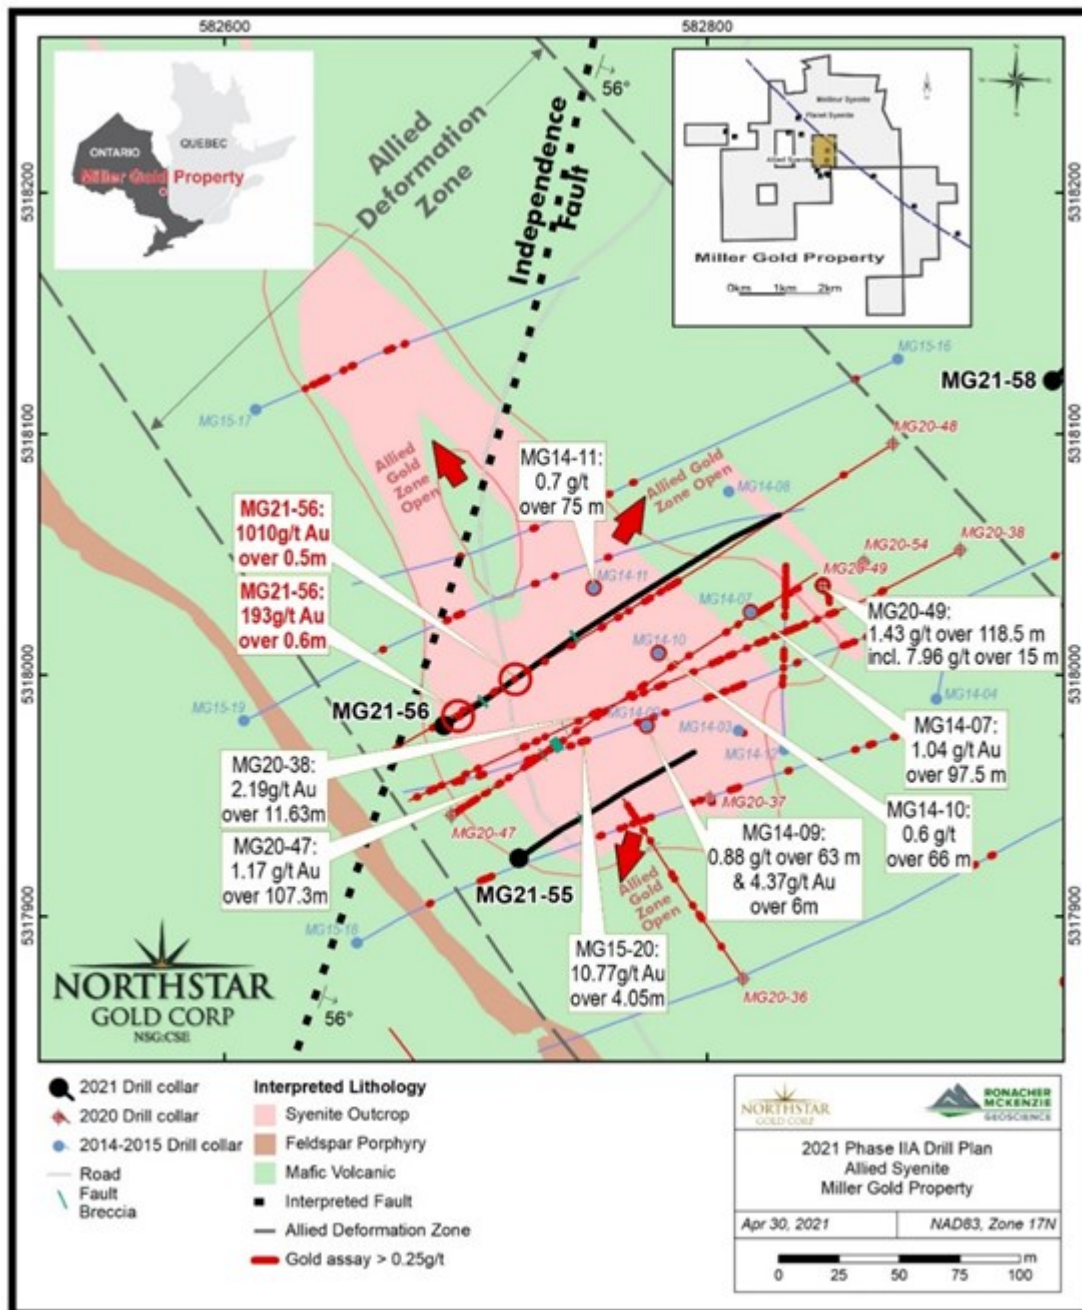 582600
582800
5318200
5318100
5318000
5317900
5318200
5318100
5318000
5317900
ONTARIO
QUEBEC
Miller Gold Property
Allied
Deformation
Zone
Independence
Fault
56°
Meilleur Syenite
Planet Syenite
Allied Syenite
Miller Gold Property
0km 1km 2km
MG15-16
MG21-58
MG15-17
MG20-48
Allied
Gold
Zone
Open
MG14-11:
0.7 g/t
over 75 m
Allied Gold
Zone Open
MG14-08
MG21-56:
1010g/t Au
over 0.5m
MG21-56:
193g/t Au
over 0.6m
MG14-11
MG20-54
MG20-38
MG20-49
MG14-07
MG14-10
MG20-49:
1.43 g/t over 118.5 m
incl. 7.96 g/t over 15 m
MG15-19
MG21-56
MG14-09
MG14-03
MG14-12
MG14-04
MG14-07:
1.04 g/t Au
over 97.5 m
MG20-38:
2.19g/t Au
over 11.63m
MG20-47:
1.17 g/t Au
over 107.3m
MG20-47
MG20-37
MG14-10:
0.6 g/t
over 66 m
MG14-09:
0.88 g/t over 63 m
& 4.37g/t Au
over 6m
MG21-55
Allied
Gold
Zone
Open
MG15-18
MG15-20:
10.77g/t Au
over 4.05m
MG20-36
NORTHSTAR
GOLD CORP
NSG:CSE
56°
2021 Drill collar
2020 Drill collar
2014-2015 Drill collar
Road
Fault
Breccia
Interpreted Lithology
Syenite Outcrop
Feldspar Porphyry
Mafic Volcanic
Interpreted Fault
Allied Deformation Zone
Gold assay > 0.25g/t
NORTHSTAR
GOLD CORP
RONACHER
MCKENZIE
GEOSCIENCE
2021 Phase IIA Drill Plan
Allied Syenite
Miller Gold Property
Apr 30, 2021
NAD83, Zone 17N
m
0 25 50 75 100